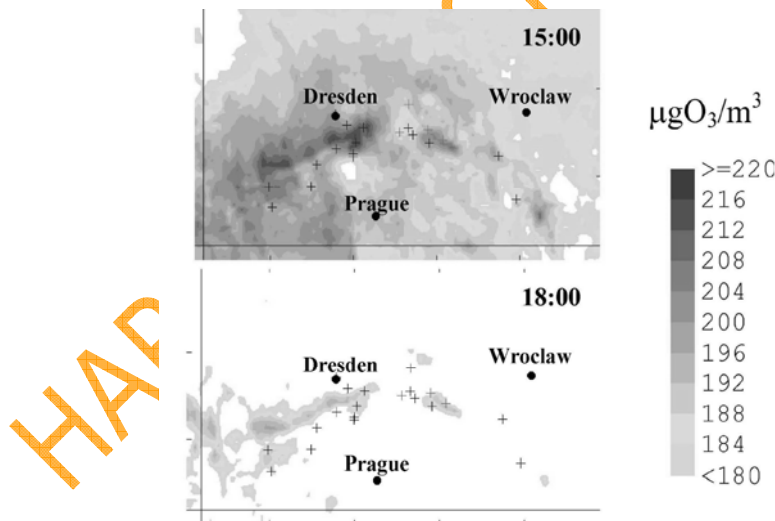 15:00
Dresden
Wroclaw
Prague
18:00
Dresden
Wroclaw
Prague
μgO₃/m³
>=220
216
212
208
204
200
196
192
188
184
<180
HAR